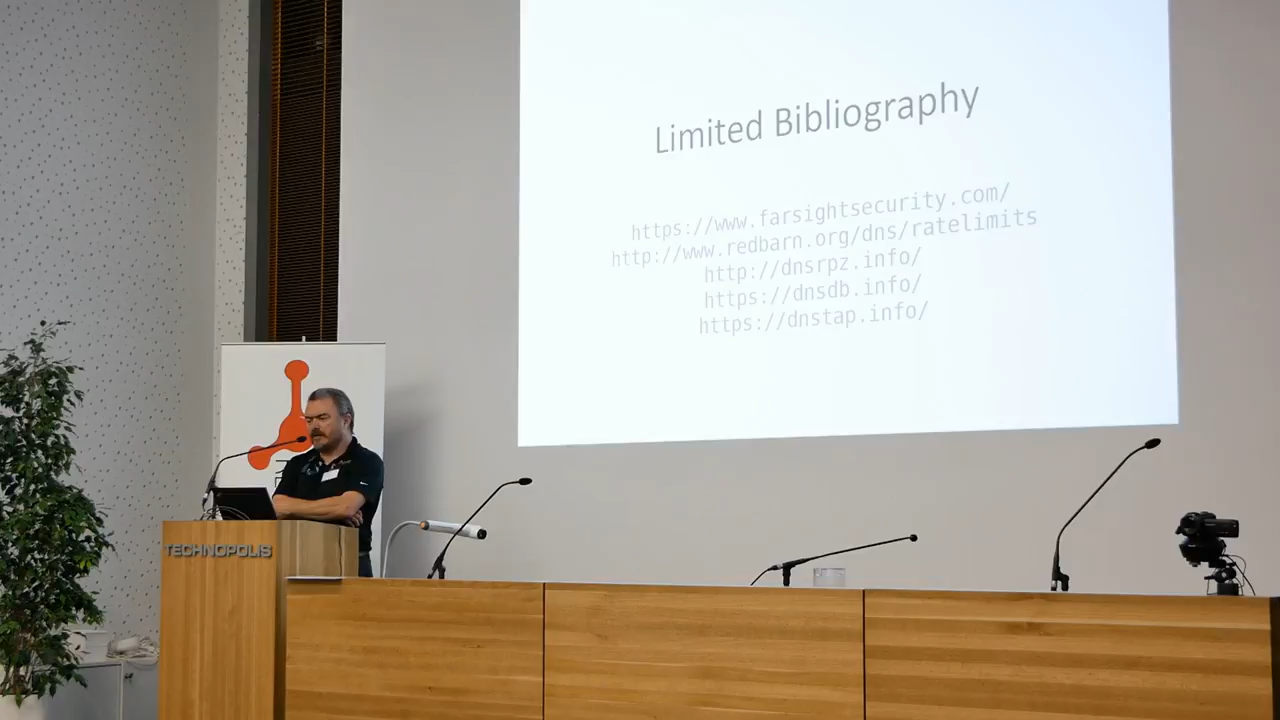 Limited Bibliography
https://www.farsightsecurity.com/
http://www.redbarn.org/dns/ratelimits
http://dnsrpz.info/
https://dnsdb.info/
https://dnstap.info/
TECHNOPOLIS